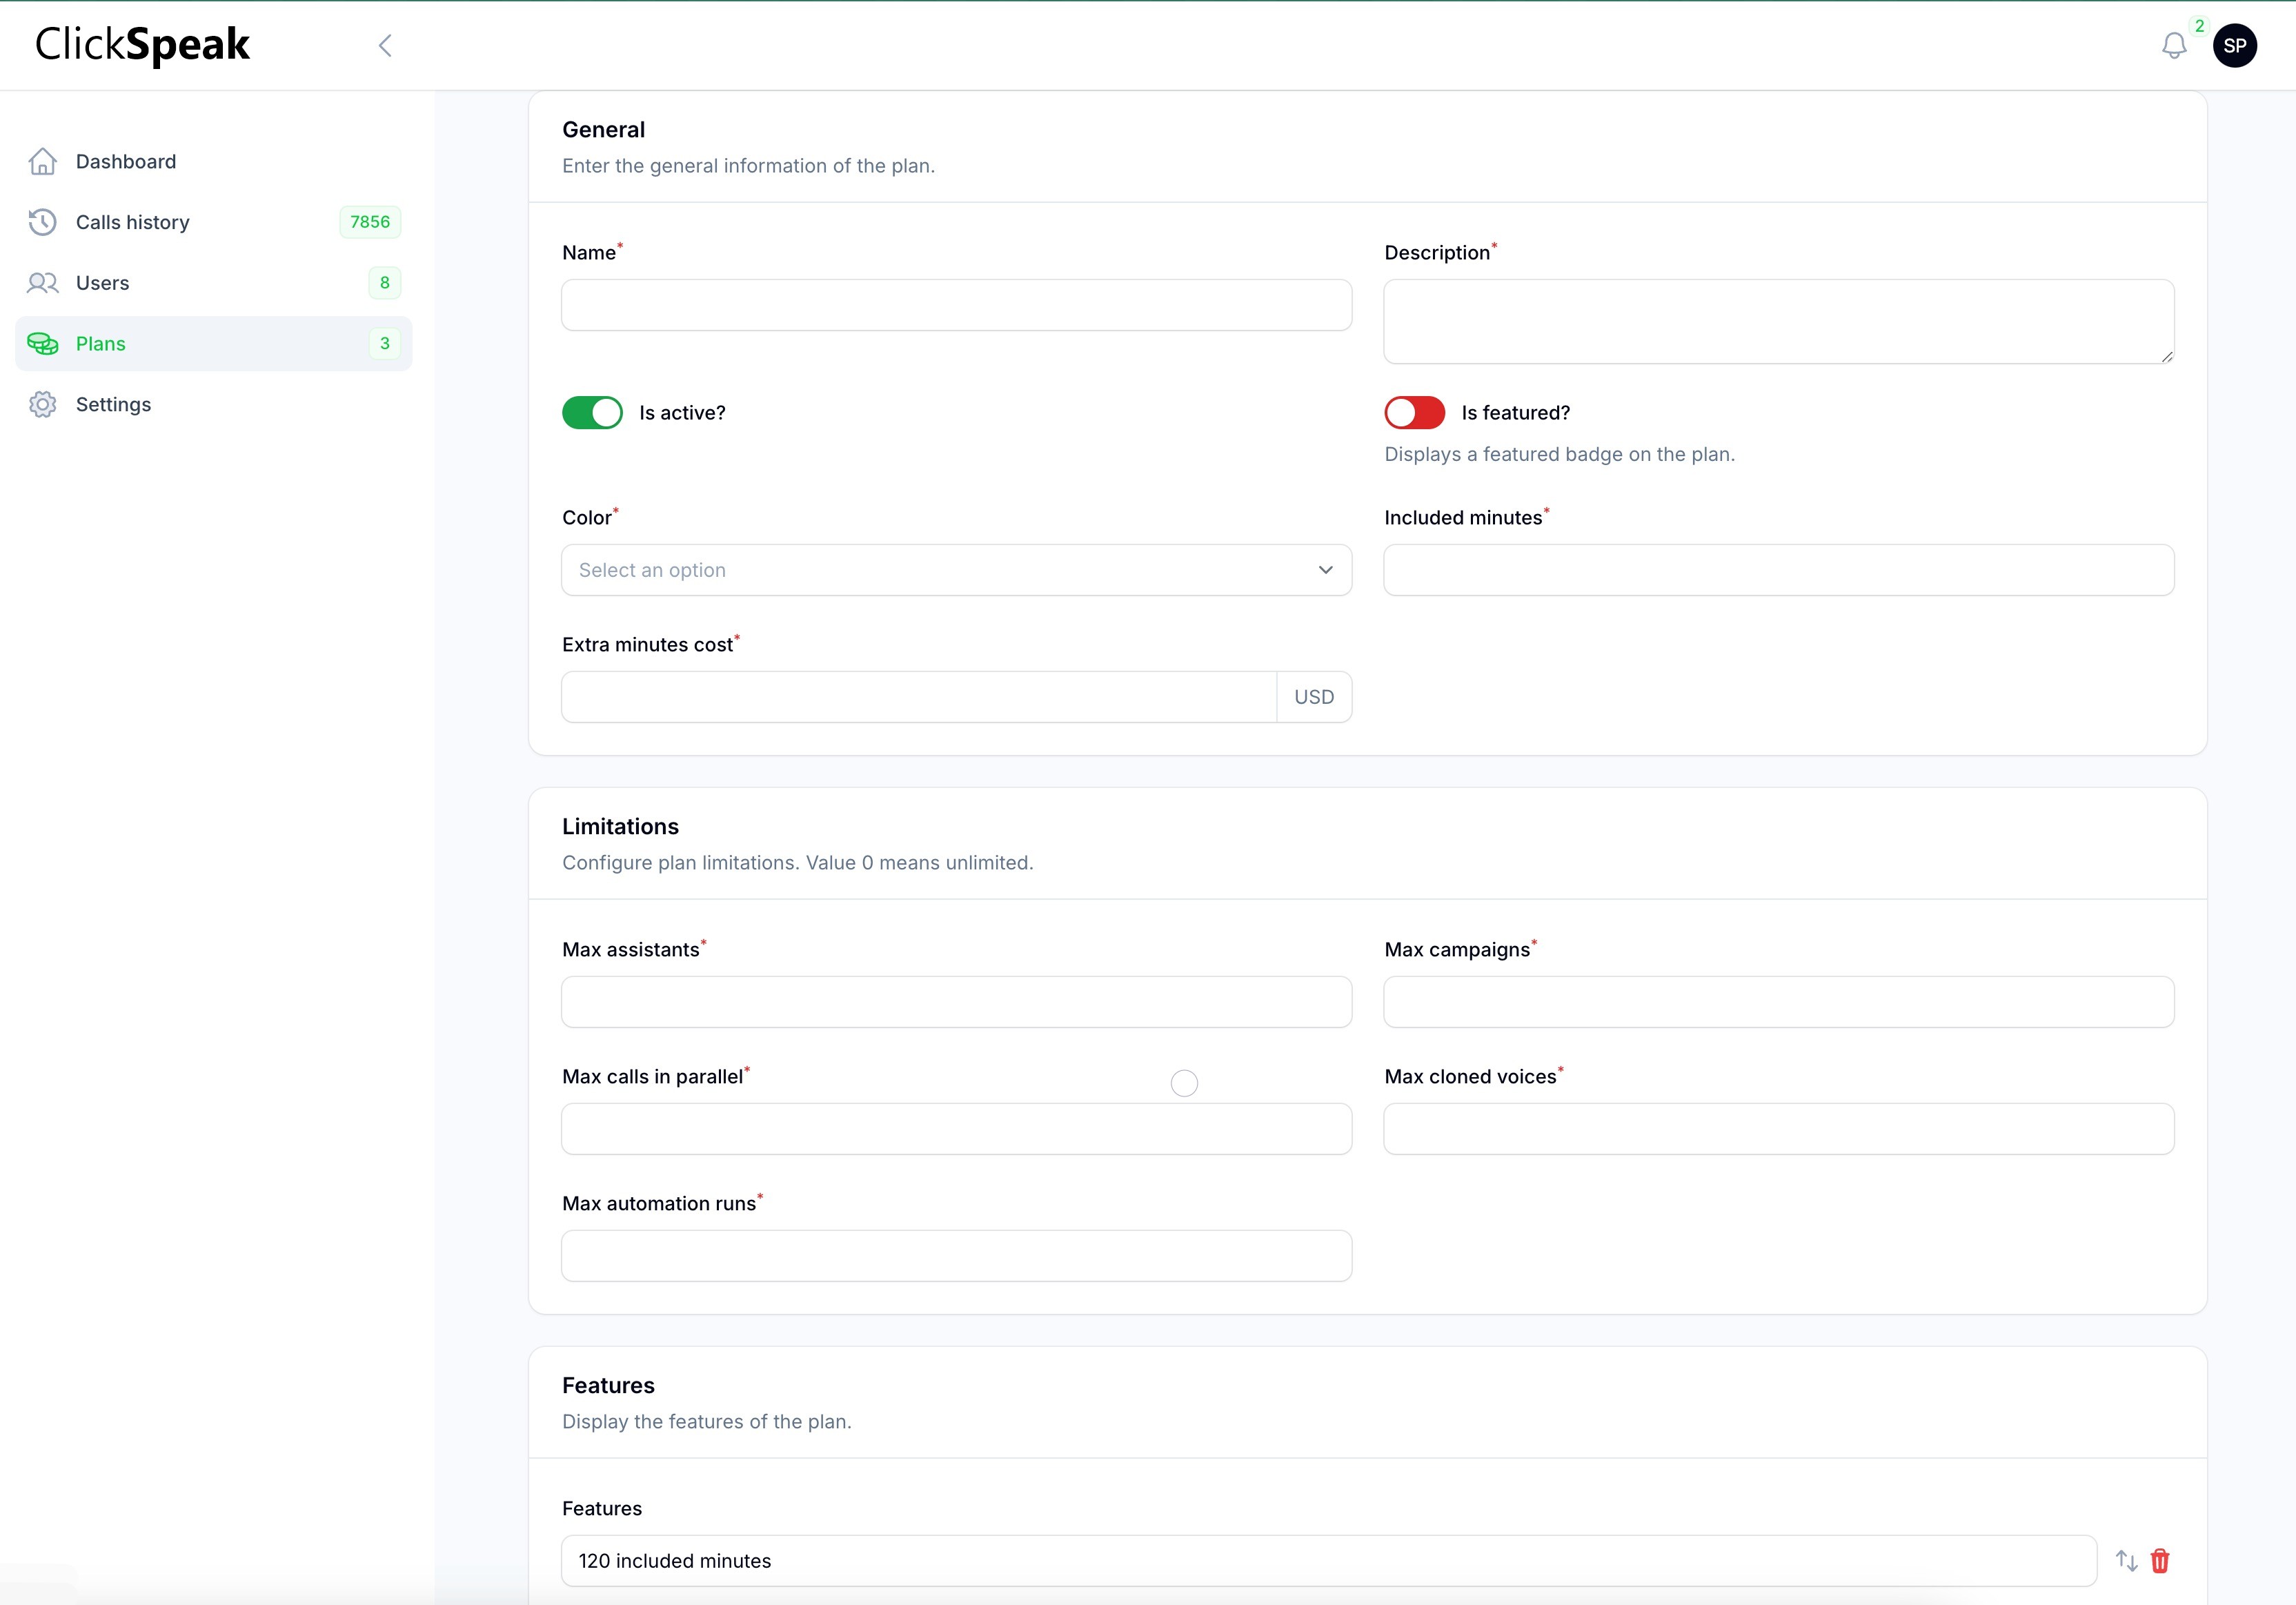 ClickSpeak
2
SP
Dashboard
Calls history
7856
Users
8
Plans
3
Settings
General
Enter the general information of the plan.
Name*
Description*
Is active?
Is featured?
Displays a featured badge on the plan.
Color*
Included minutes*
Select an option
Extra minutes cost*
USD
Limitations
Configure plan limitations. Value 0 means unlimited.
Max assistants*
Max campaigns*
Max calls in parallel*
Max cloned voices*
Max automation runs*
Features
Display the features of the plan.
Features
120 included minutes